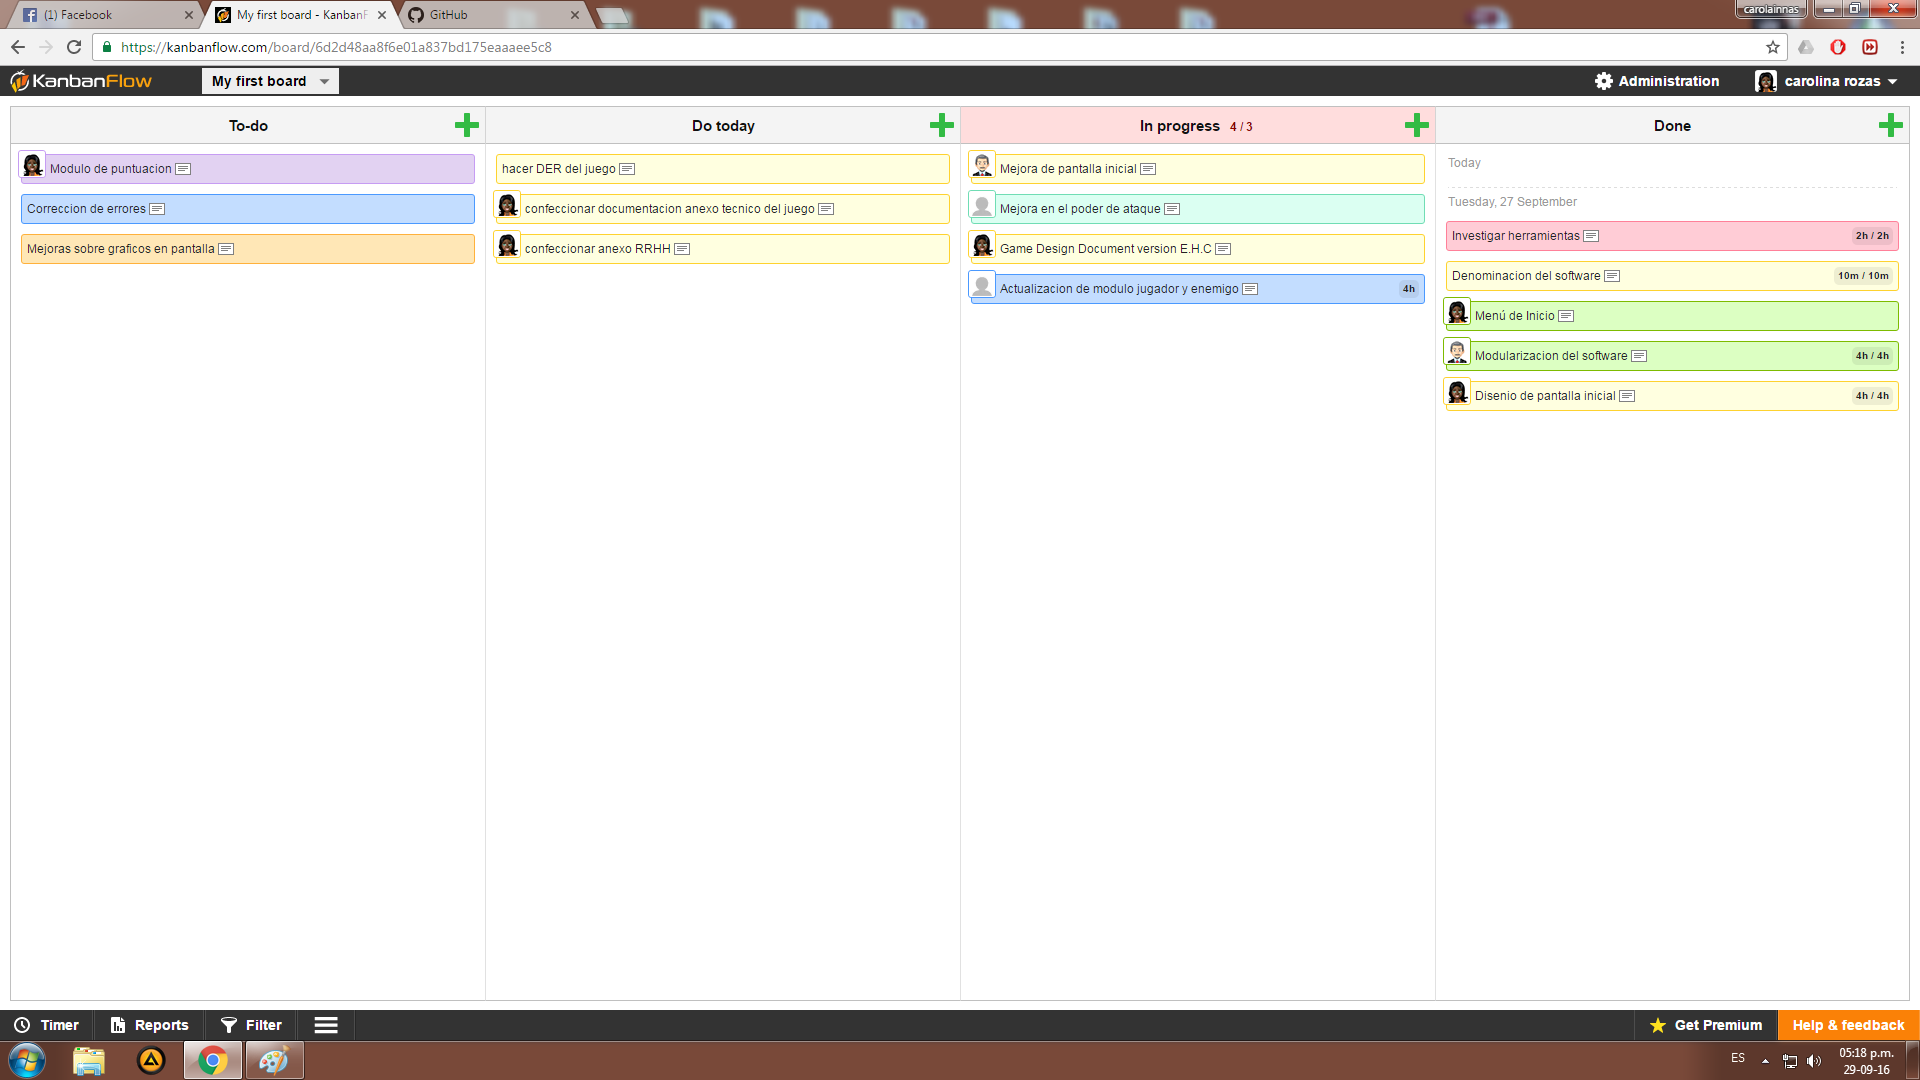 (1) Facebook
My first board - KanbanF
GitHub
carolainnas
https://kanbanflow.com/board/6d2d48aa8f6e01a837bd175eaaaee5c8
KanbanFlow
My first board
Administration
carolina rozas
To-do
Modulo de puntuacion
Correccion de errores
Mejoras sobre graficos en pantalla
Do today
hacer DER del juego
confeccionar documentacion anexo tecnico del juego
confeccionar anexo RRHH
In progress 4 / 3
Mejora de pantalla inicial
Mejora en el poder de ataque
Game Design Document version E.H.C
Actualizacion de modulo jugador y enemigo 4h
Done
Today
Tuesday, 27 September
Investigar herramientas 2h / 2h
Denominacion del software 10m / 10m
Menú de Inicio
Modularizacion del software 4h / 4h
Disenio de pantalla inicial 4h / 4h
Timer
Reports
Filter
Get Premium
Help & feedback
ES
05:18 p.m.
29-09-16